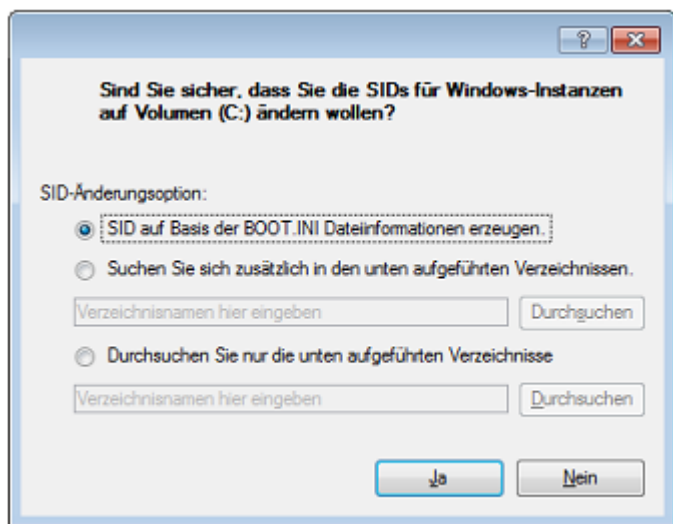 Sind Sie sicher, dass Sie die SIDs für Windows-Instanzen
auf Volumen (C:) ändern wollen?
SID-Änderungsoption:
SID auf Basis der BOOT.INI Dateiinformationen erzeugen.
Suchen Sie sich zusätzlich in den unten aufgeführten Verzeichnissen.
Verzeichnisnamen hier eingeben Durchsuchen
Durchsuchen Sie nur die unten aufgeführten Verzeichnisse
Verzeichnisnamen hier eingeben Durchsuchen
Ja Nein